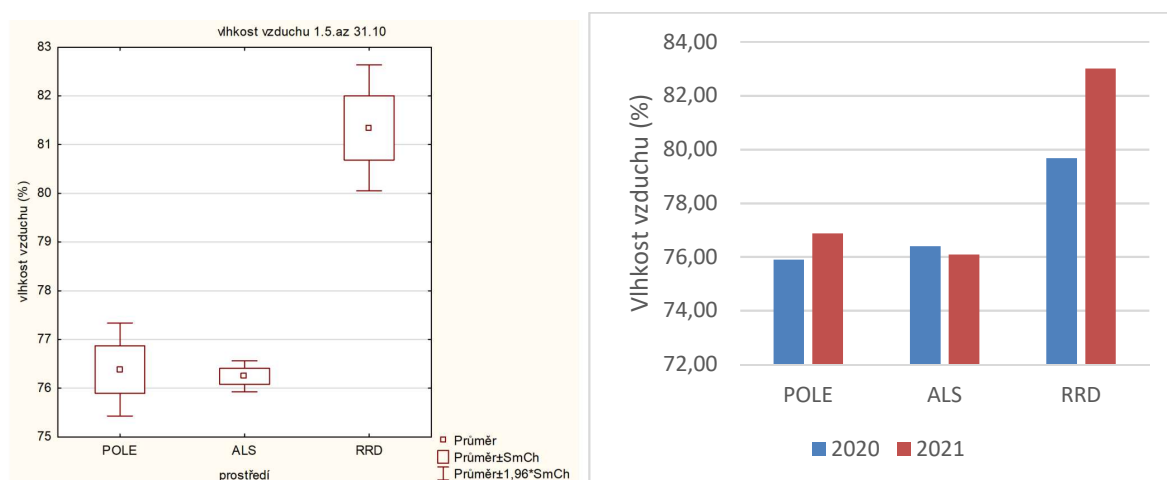 vlhkost vzduchu 1.5.az 31.10
83
82
81
80
79
78
77
76
75
vlhkost vzduchu (%)
POLE ALS RRD
prostředí
Průměr
Průměr±SmCh
Průměr±1,96*SmCh
84,00
82,00
80,00
78,00
76,00
74,00
72,00
Vlhkost vzduchu (%)
POLE ALS RRD
2020 2021